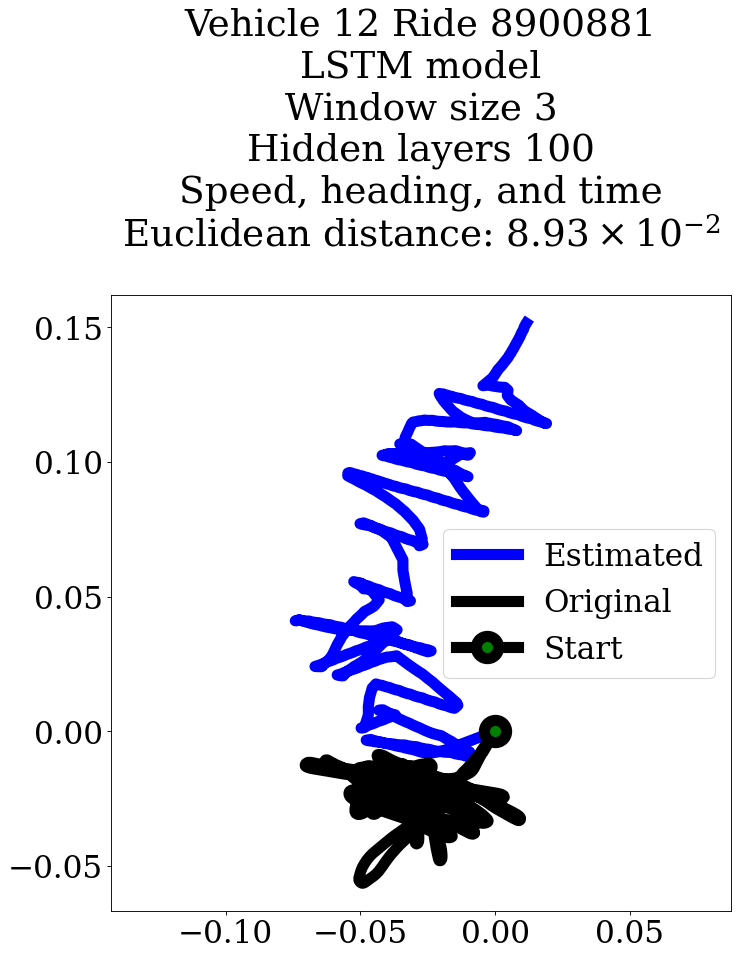 Vehicle 12 Ride 8900881
LSTM model
Window size 3
Hidden layers 100
Speed, heading, and time
Euclidean distance: 8.93 × 10⁻²
0.15
0.10
0.05
0.00
−0.05
Estimated
Original
Start
−0.10
−0.05
0.00
0.05